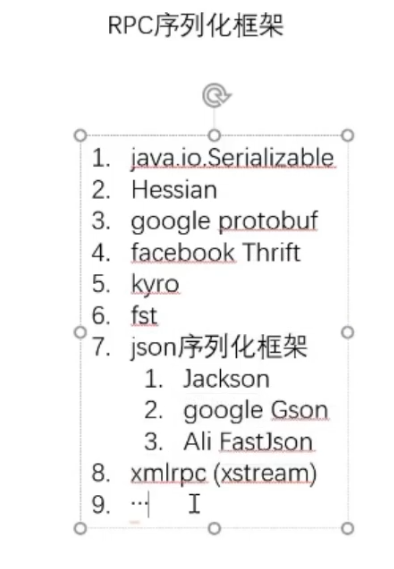 RPC序列化框架
1. java.io.Serializable
2. Hessian
3. google protobuf
4. facebook Thrift
5. kyro
6. fst
7. json序列化框架
1. Jackson
2. google Gson
3. Ali FastJson
8. xmlrpc (xstream)
9. ...